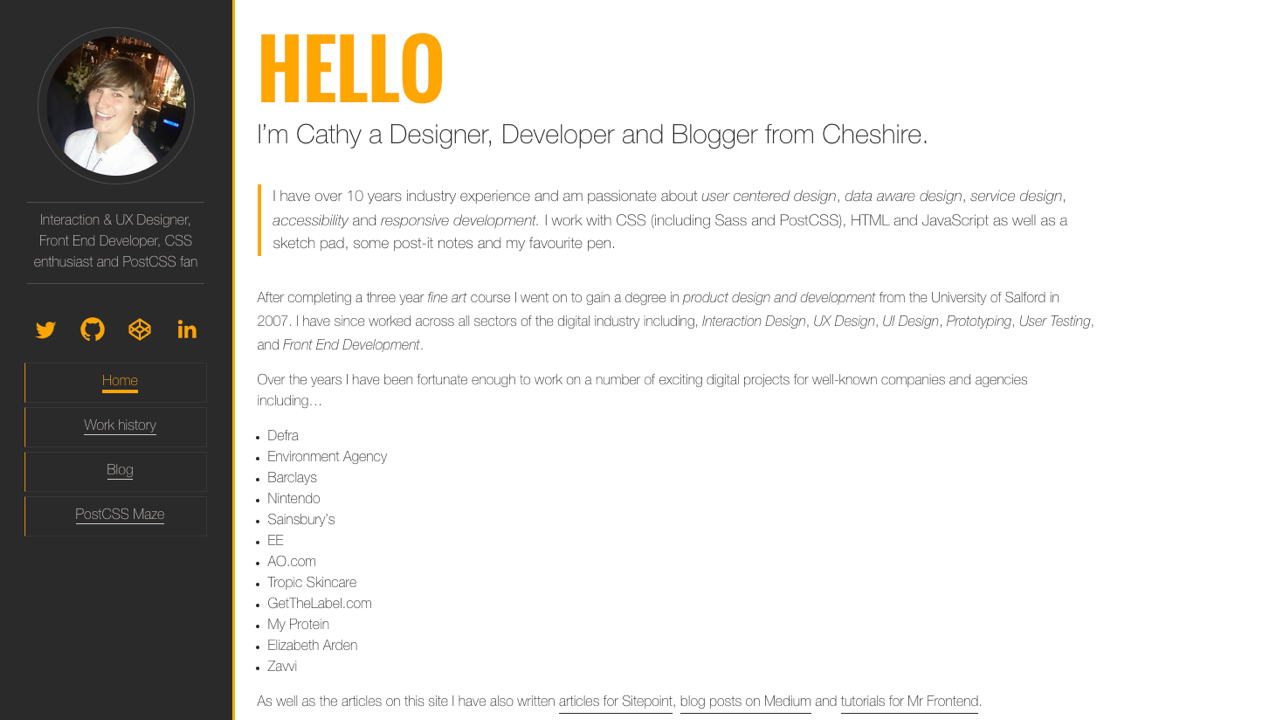 Interaction & UX Designer,
Front End Developer, CSS
enthusiast and PostCSS fan
Home
Work history
Blog
PostCSS Maze
HELLO
I'm Cathy a Designer, Developer and Blogger from Cheshire.
I have over 10 years industry experience and am passionate about user centered design, data aware design, service design,
accessibility and responsive development. I work with CSS (including Sass and PostCSS), HTML and JavaScript as well as a
sketch pad, some post-it notes and my favourite pen.
After completing a three year fine art course I went on to gain a degree in product design and development from the University of Salford in
2007. I have since worked across all sectors of the digital industry including, Interaction Design, UX Design, UI Design, Prototyping, User Testing,
and Front End Development.
Over the years I have been fortunate enough to work on a number of exciting digital projects for well-known companies and agencies
including…
• Defra
• Environment Agency
• Barclays
• Nintendo
• Sainsbury's
• EE
• AO.com
• Tropic Skincare
• GetTheLabel.com
• My Protein
• Elizabeth Arden
• Zavvi
As well as the articles on this site I have also written articles for Sitepoint, blog posts on Medium and tutorials for Mr Frontend.